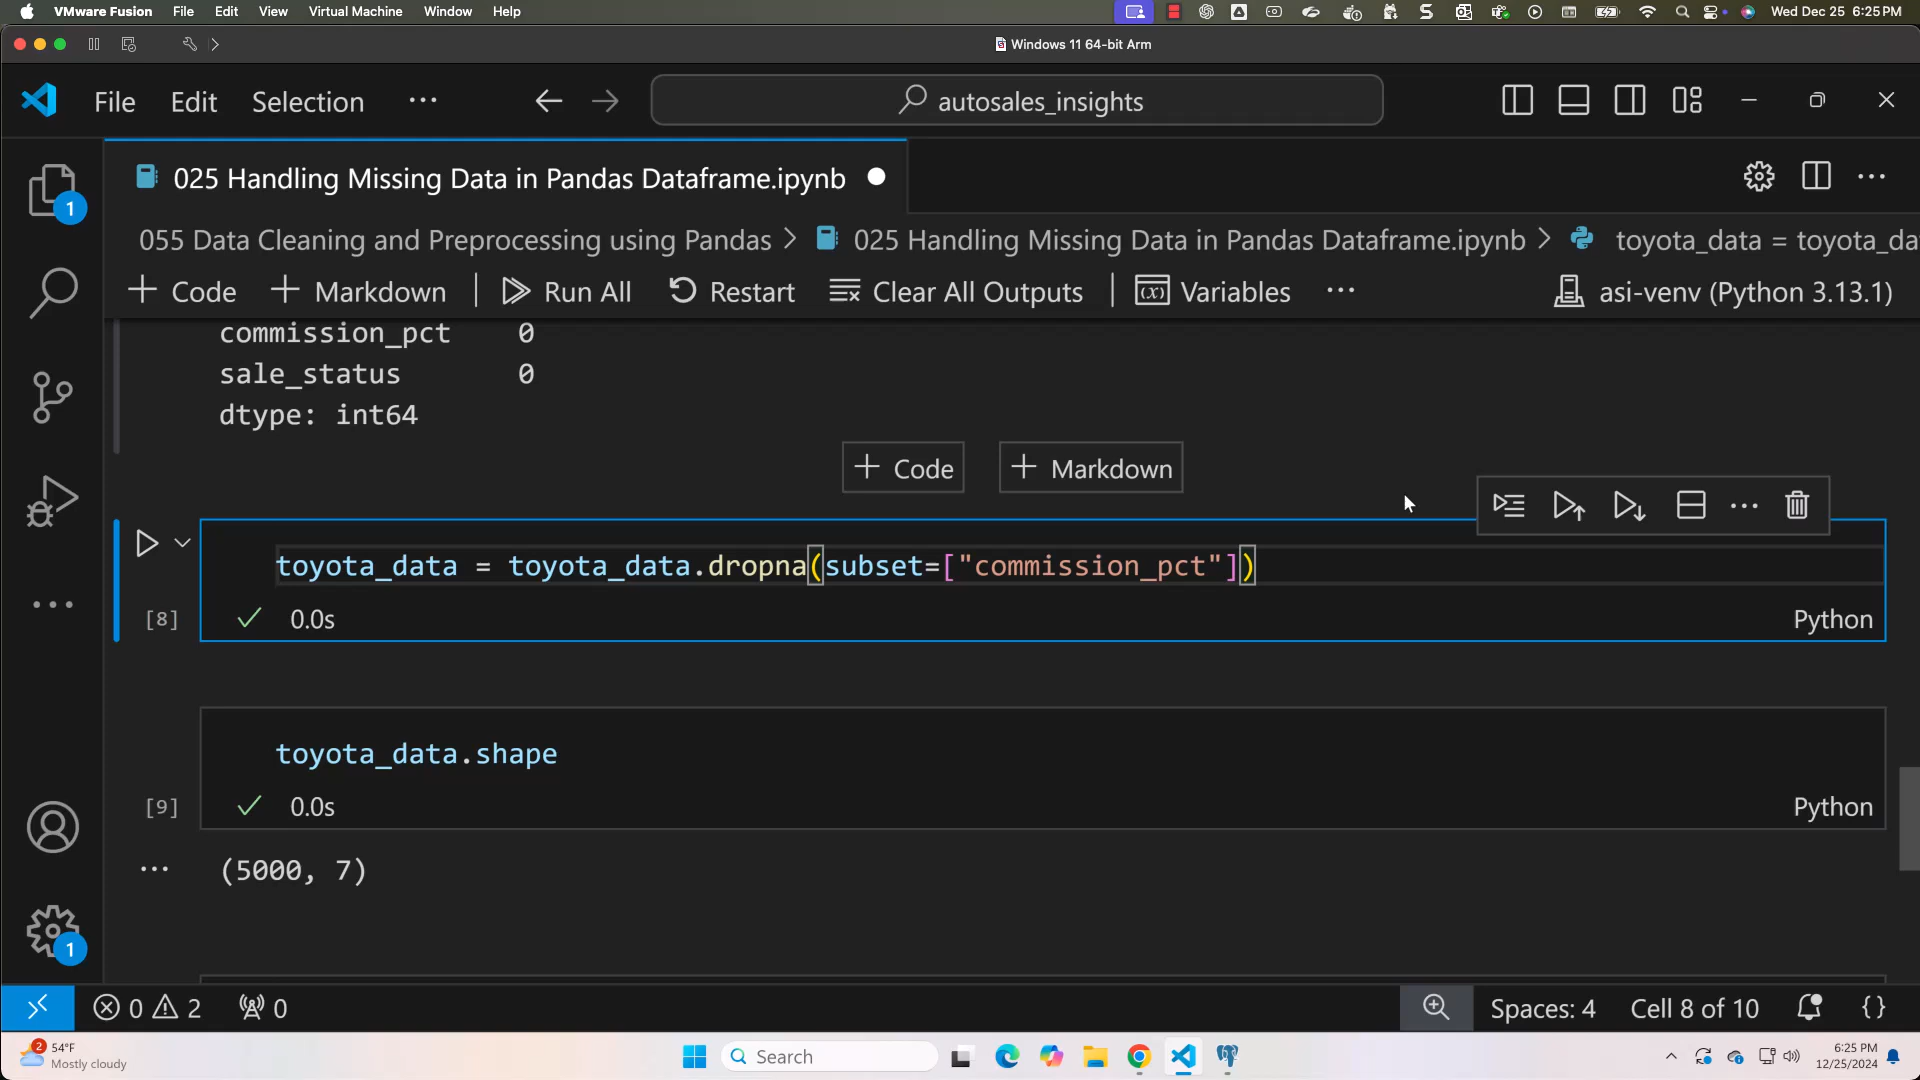 VMware Fusion File Edit View Virtual Machine Window Help Wed Dec 25 6:25 PM
Windows 11 64-bit Arm
File Edit Selection ··· autosales_insights
025 Handling Missing Data in Pandas Dataframe.ipynb
1
055 Data Cleaning and Preprocessing using Pandas > 025 Handling Missing Data in Pandas Dataframe.ipynb > toyota_data = toyota_da
+ Code + Markdown Run All Restart Clear All Outputs Variables ··· asi-venv (Python 3.13.1)
commission_pct 0
sale_status 0
dtype: int64
+ Code + Markdown
toyota_data = toyota_data.dropna(subset=["commission_pct"])
[8] ✓ 0.0s Python
toyota_data.shape
[9] ✓ 0.0s Python
(5000, 7)
1
0 2 0 Spaces: 4 Cell 8 of 10 {}
2 54°F
Mostly cloudy
Search
6:25 PM
12/25/2024